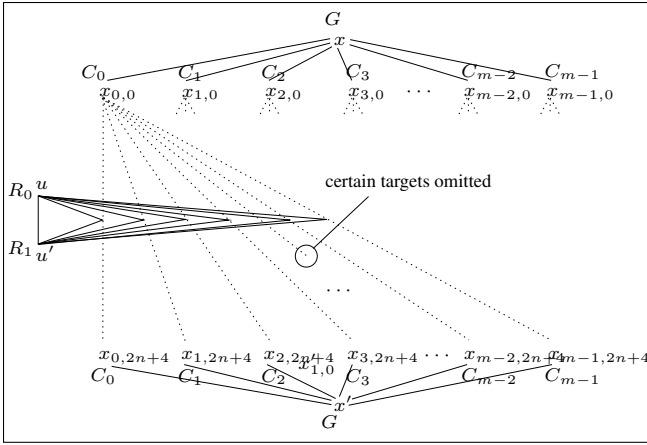 G
x
C_0 C_1 C_2 C_3 C_{m-2} C_{m-1}
x_{0,0} x_{1,0} x_{2,0} x_{3,0} ⋯ x_{m-2,0} x_{m-1,0}
certain targets omitted
R_0 u
R_1 u′
⋯
x_{0,2n+4} x_{1,2n+4} x_{2,2n+4} x_{3,2n+4} ⋯ x_{m-2,2n+4} x_{m-1,2n+4}
x′_{1,0}
C_0 C_1 C_2 C_3 C_{m-2} C_{m-1}
x′
G